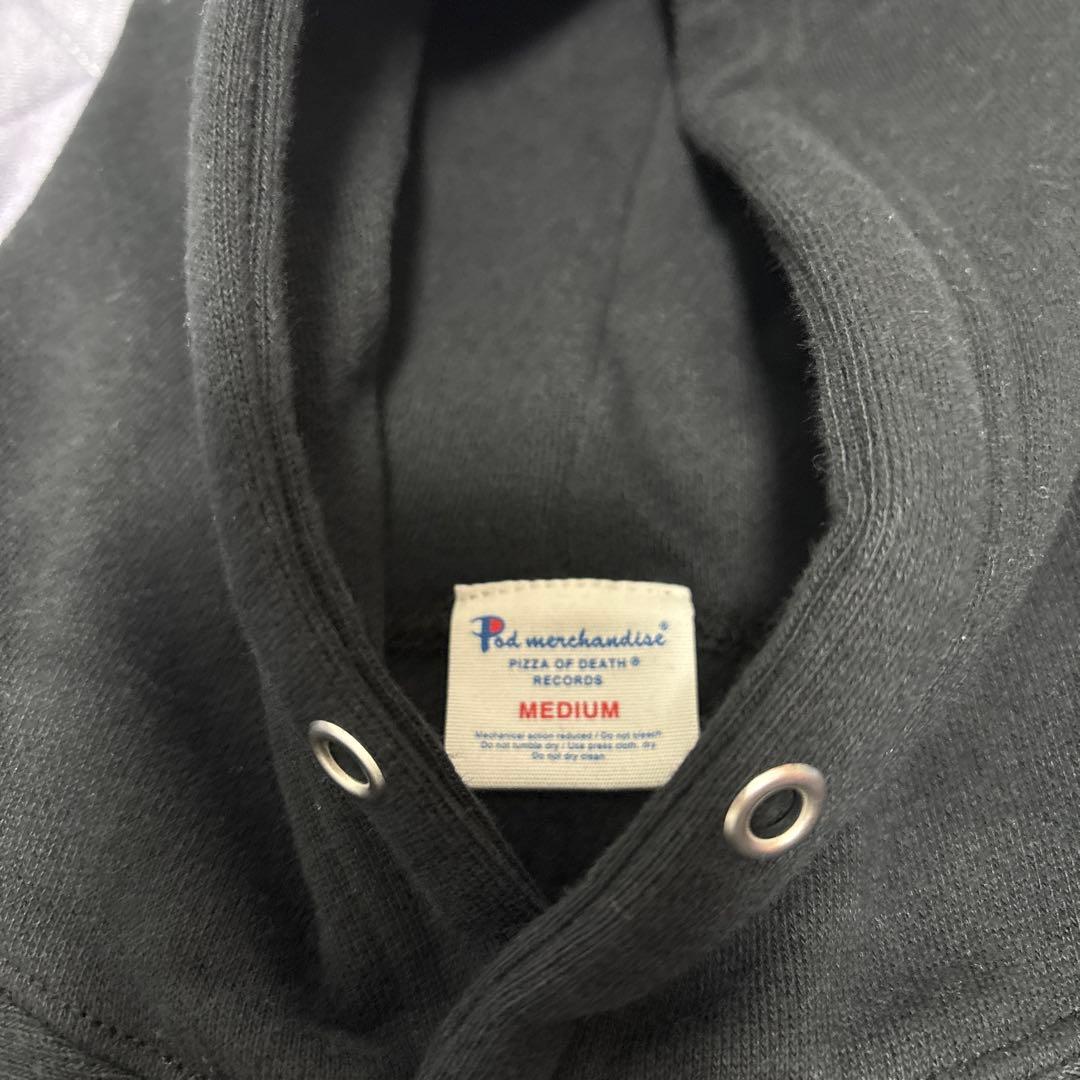 Pod merchandise®
PIZZA OF DEATH®
RECORDS
MEDIUM
Mechanical action reduced / Do not bleach
Do not tumble dry / Use press cloth. dry
Do not dry clean